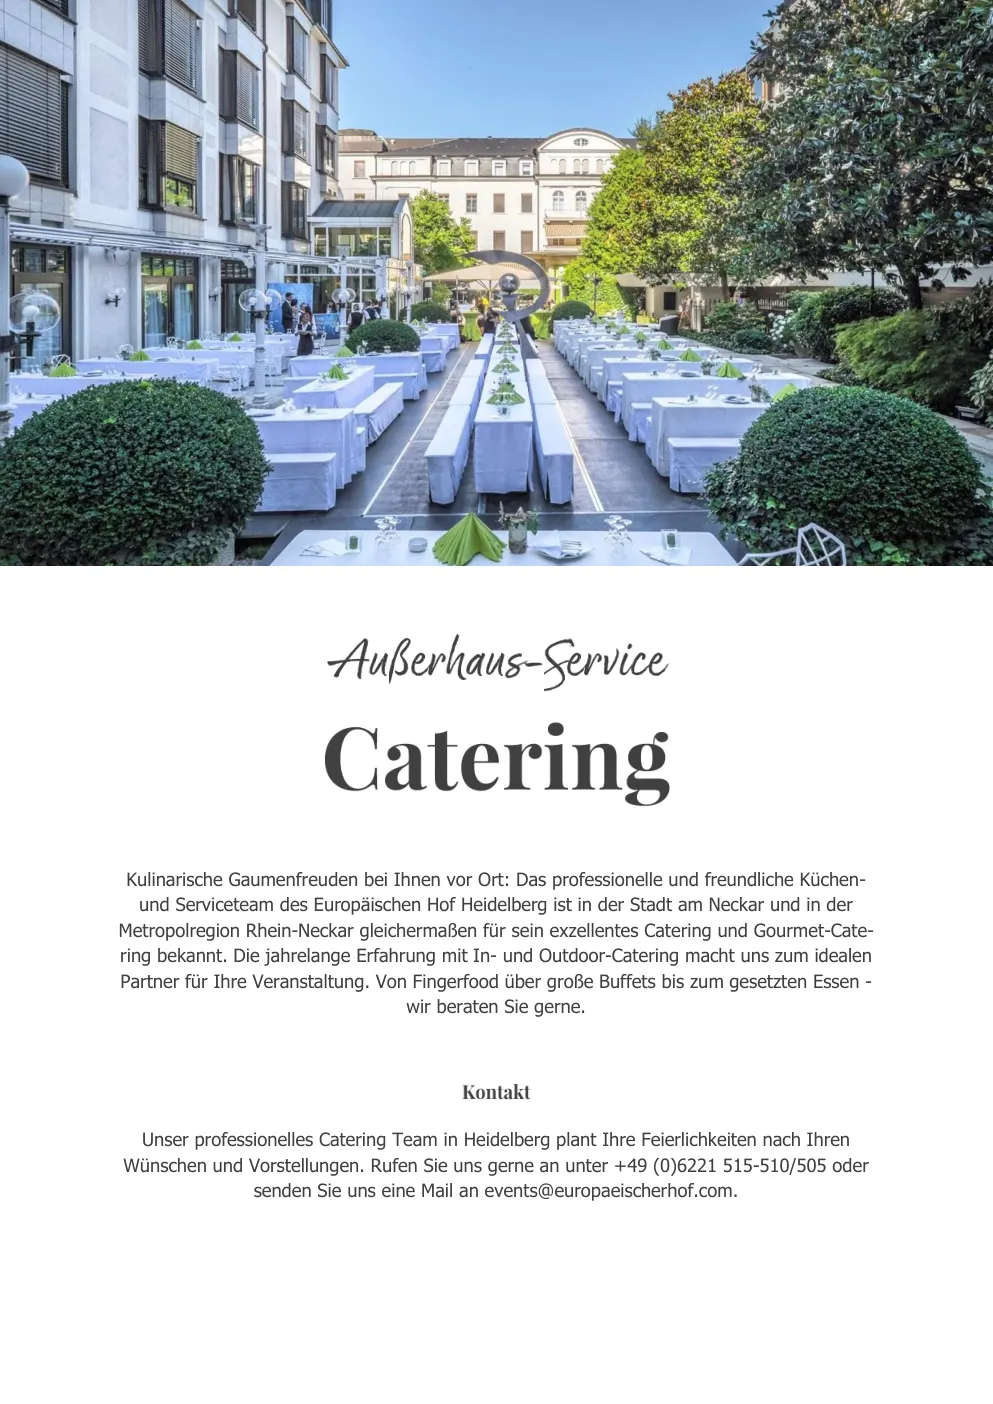 Außerhaus-Service
Catering
Kulinarische Gaumenfreuden bei Ihnen vor Ort: Das professionelle und freundliche Küchen-
und Serviceteam des Europäischen Hof Heidelberg ist in der Stadt am Neckar und in der
Metropolregion Rhein-Neckar gleichermaßen für sein exzellentes Catering und Gourmet-Cate-
ring bekannt. Die jahrelange Erfahrung mit In- und Outdoor-Catering macht uns zum idealen
Partner für Ihre Veranstaltung. Von Fingerfood über große Buffets bis zum gesetzten Essen -
wir beraten Sie gerne.
Kontakt
Unser professionelles Catering Team in Heidelberg plant Ihre Feierlichkeiten nach Ihren
Wünschen und Vorstellungen. Rufen Sie uns gerne an unter +49 (0)6221 515-510/505 oder
senden Sie uns eine Mail an events@europaeischerhof.com.